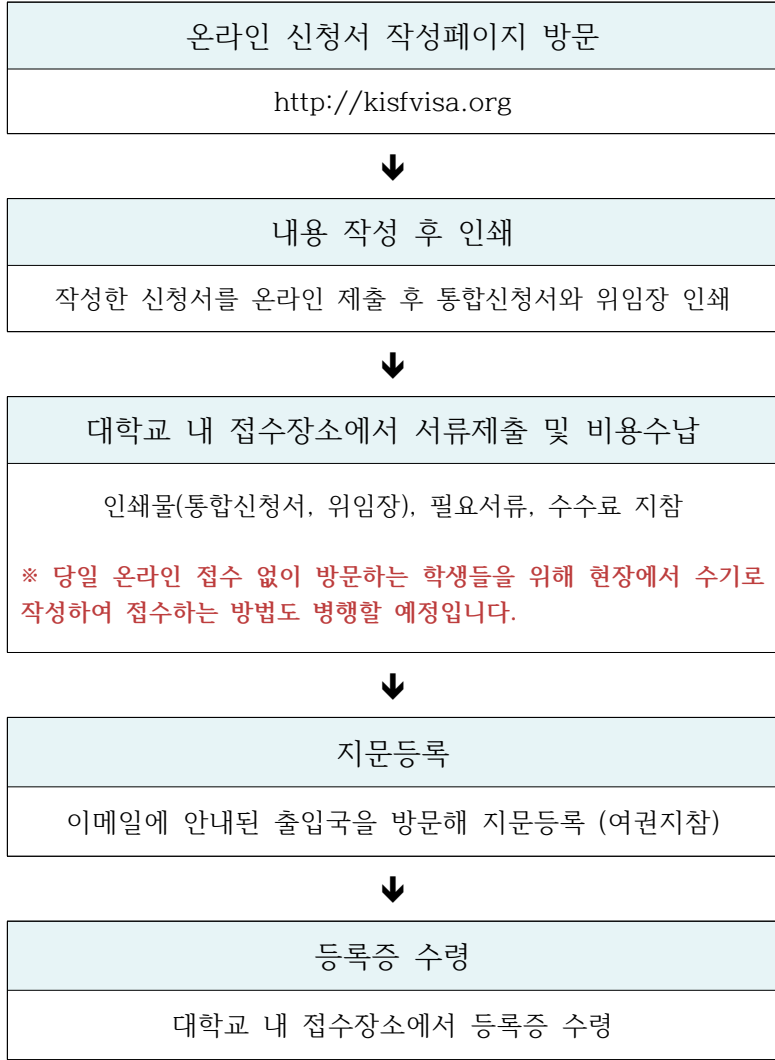 온라인 신청서 작성페이지 방문
http://kisfvisa.org
🡻
내용 작성 후 인쇄
작성한 신청서를 온라인 제출 후 통합신청서와 위임장 인쇄
🡻
대학교 내 접수장소에서 서류제출 및 비용수납
인쇄물(통합신청서, 위임장), 필요서류, 수수료 지참
※ 당일 온라인 접수 없이 방문하는 학생들을 위해 현장에서 수기로
작성하여 접수하는 방법도 병행할 예정입니다.
🡻
지문등록
이메일에 안내된 출입국을 방문해 지문등록 (여권지참)
🡻
등록증 수령
대학교 내 접수장소에서 등록증 수령